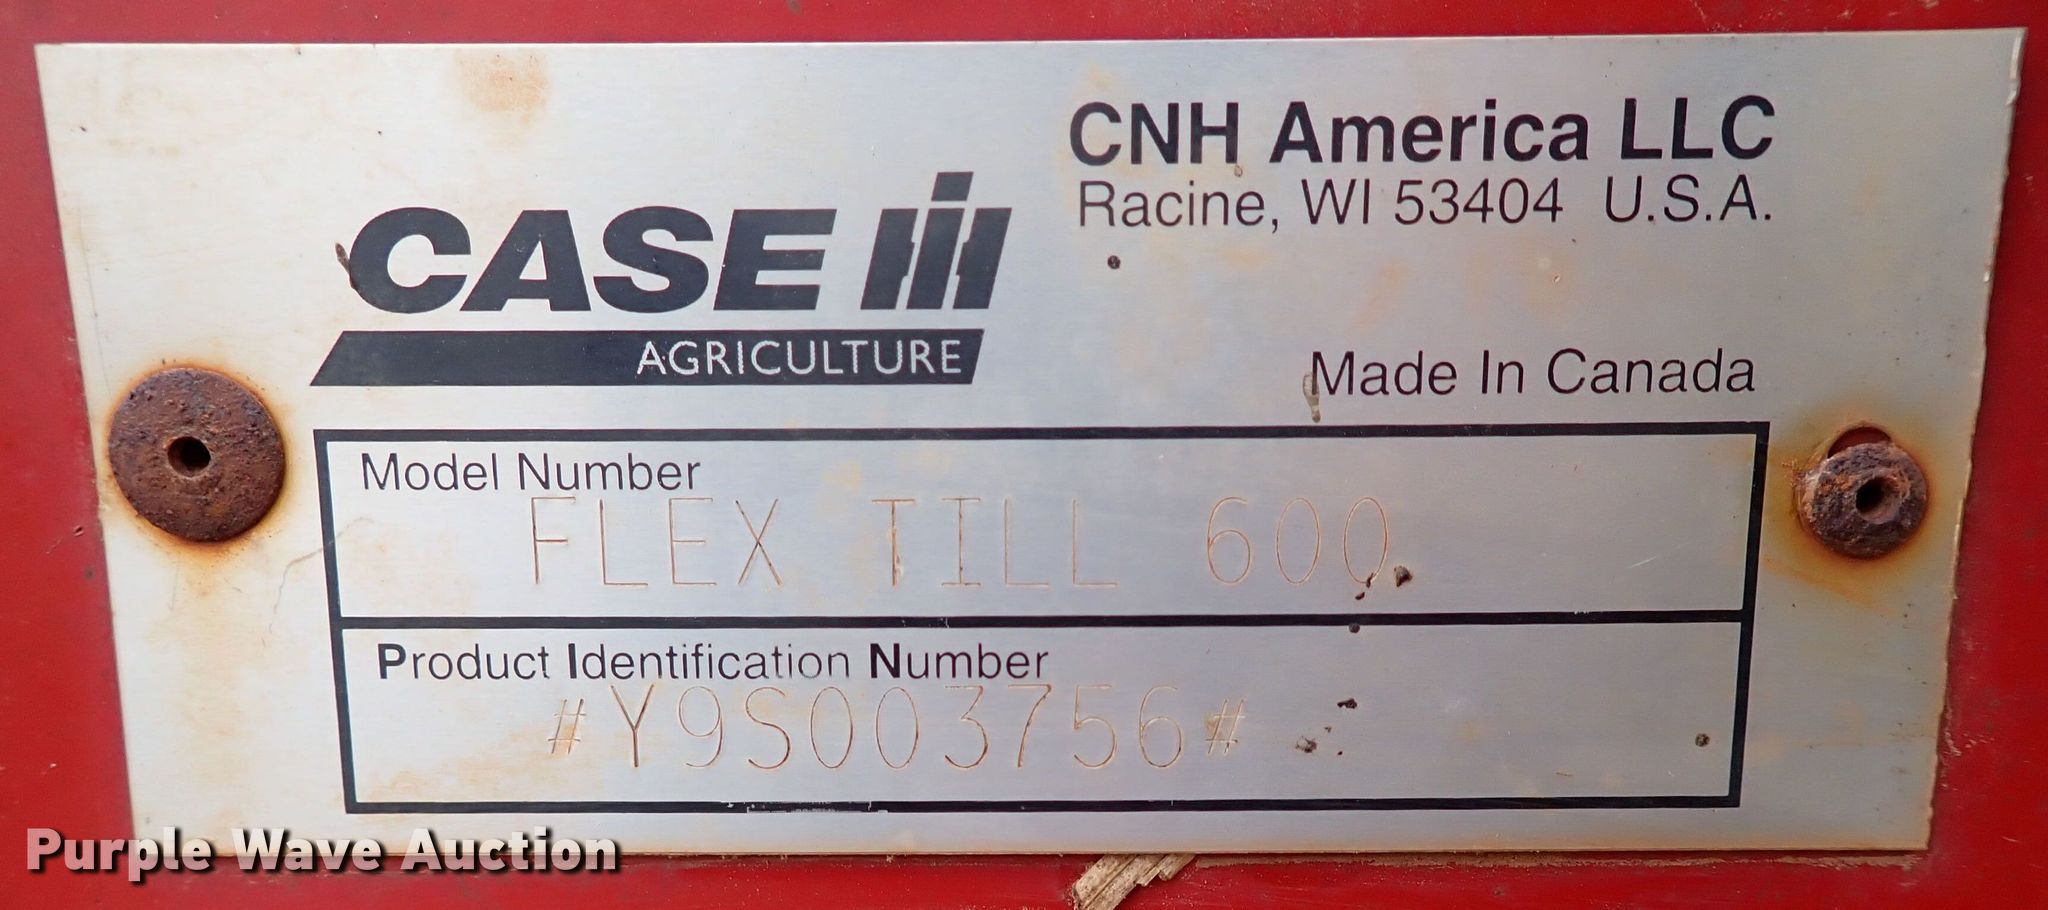 CASE IH
AGRICULTURE
CNH America LLC
Racine, WI 53404 U.S.A.
Made In Canada
Model Number
FLEX TILL 600
Product Identification Number
#Y9S003756#
Purple Wave Auction